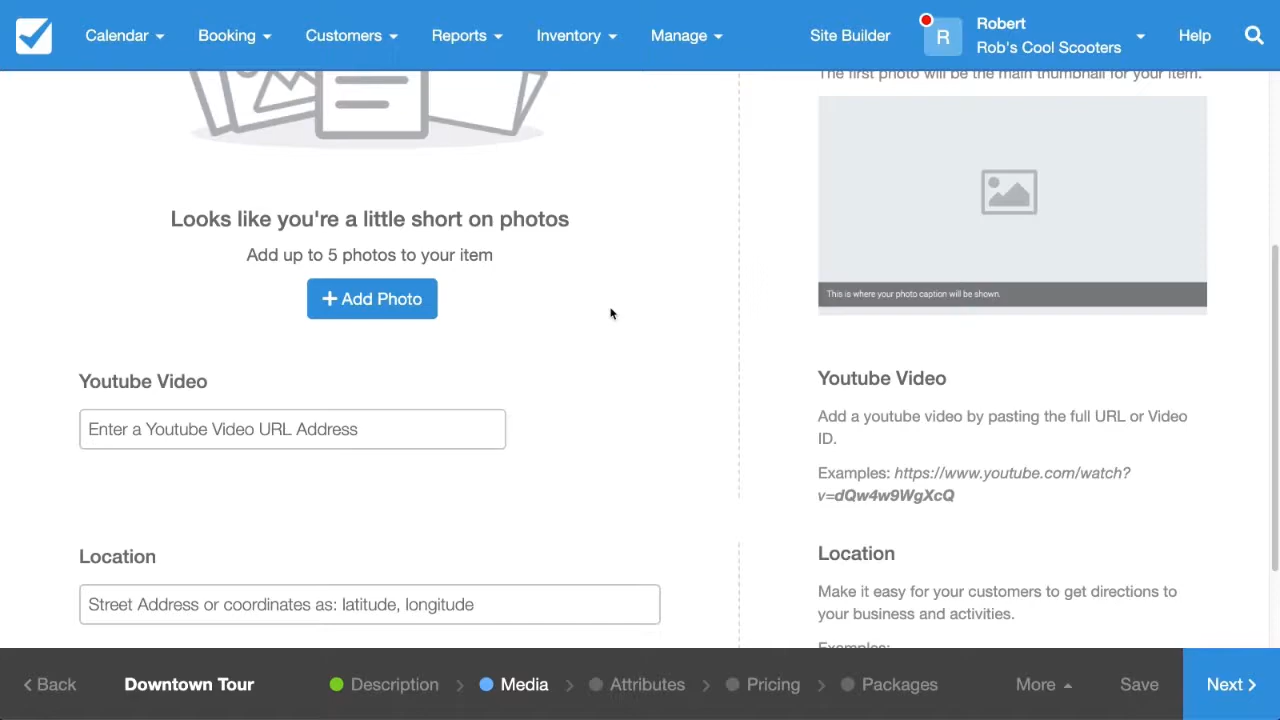 Calendar
Booking
Customers
Reports
Inventory
Manage
Site Builder
R
Robert
Rob's Cool Scooters
Help
The first photo will be the main thumbnail for your item.
This is where your photo caption will be shown.
Looks like you're a little short on photos
Add up to 5 photos to your item
+ Add Photo
Youtube Video
Enter a Youtube Video URL Address
Youtube Video
Add a youtube video by pasting the full URL or Video
ID.
Examples: https://www.youtube.com/watch?
v=dQw4w9WgXcQ
Location
Street Address or coordinates as: latitude, longitude
Location
Make it easy for your customers to get directions to
your business and activities.
Examples:
< Back
Downtown Tour
Description
Media
Attributes
Pricing
Packages
More
Save
Next >